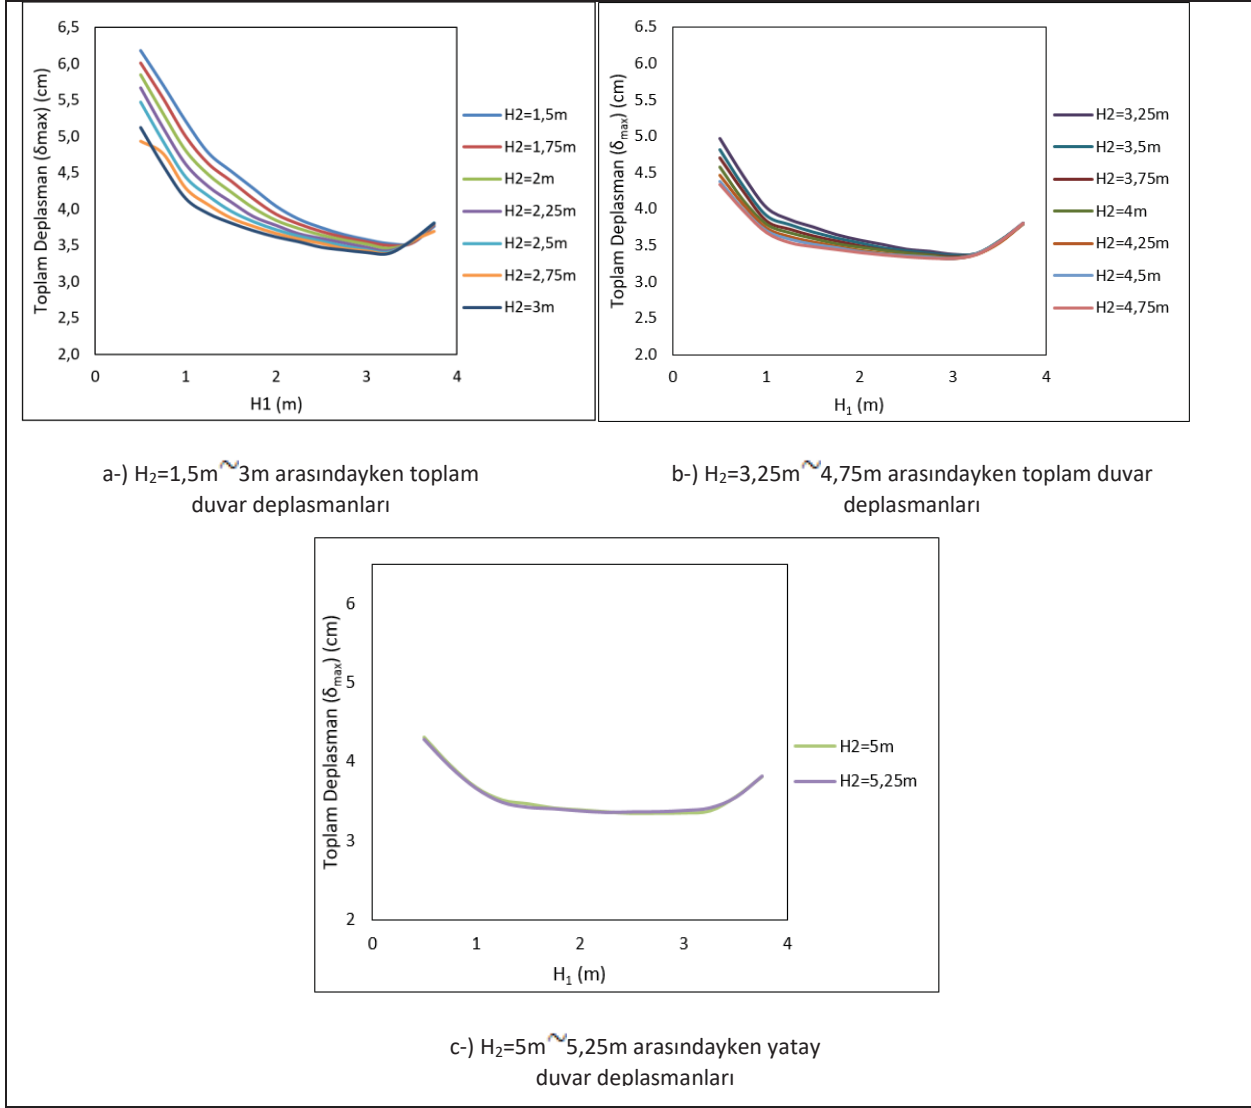 6,5
6,0
5,5
5,0
4,5
4,0
3,5
3,0
2,5
2,0
0
1
2
3
4
Toplam Deplasman (δmax) (cm)
H1 (m)
H2=1,5m
H2=1,75m
H2=2m
H2=2,25m
H2=2,5m
H2=2,75m
H2=3m
6.5
6.0
5.5
5.0
4.5
4.0
3.5
3.0
2.5
2.0
0
1
2
3
4
Toplam Deplasman (δmax) (cm)
H1 (m)
H2=3,25m
H2=3,5m
H2=3,75m
H2=4m
H2=4,25m
H2=4,5m
H2=4,75m
a-) H2=1,5m~3m arasındayken toplam
duvar deplasmanları
b-) H2=3,25m~4,75m arasındayken toplam duvar
deplasmanları
6
5
4
3
2
0
1
2
3
4
Toplam Deplasman (δmax) (cm)
H1 (m)
H2=5m
H2=5,25m
c-) H2=5m~5,25m arasındayken yatay
duvar deplasmanları